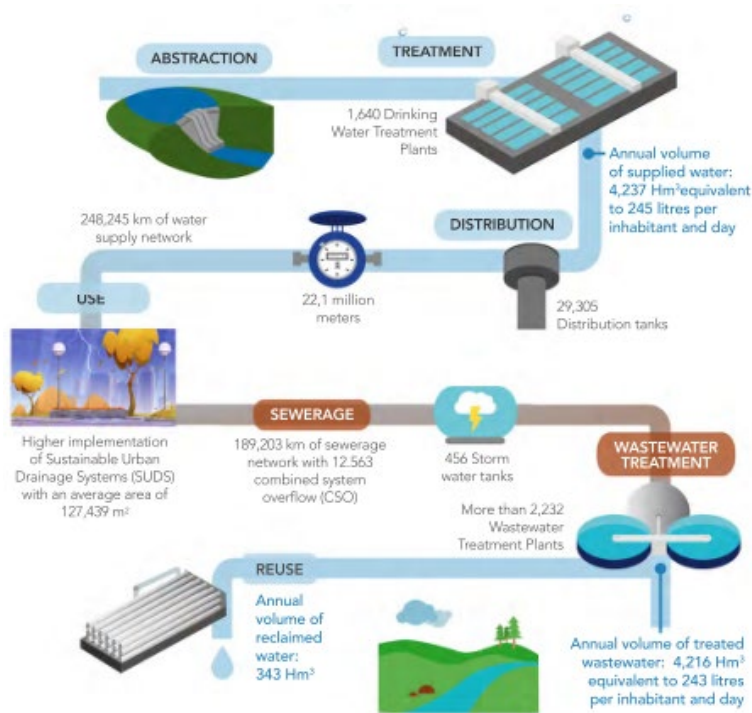 ABSTRACTION
TREATMENT
1,640 Drinking
Water Treatment
Plants
Annual volume
of supplied water:
4,237 Hm³equivalent
to 245 litres per
inhabitant and day
248,245 km of water
supply network
DISTRIBUTION
22,1 million
meters
29,305
Distribution tanks
USE
Higher implementation
of Sustainable Urban
Drainage Systems (SUDS)
with an average area of
127,439 m²
SEWERAGE
189,203 km of sewerage
network with 12.563
combined system
overflow (CSO)
456 Storm
water tanks
WASTEWATER
TREATMENT
More than 2,232
Wastewater
Treatment Plants
REUSE
Annual
volume of
reclaimed
water:
343 Hm³
Annual volume of treated
wastewater: 4,216 Hm³
equivalent to 243 litres
per inhabitant and day